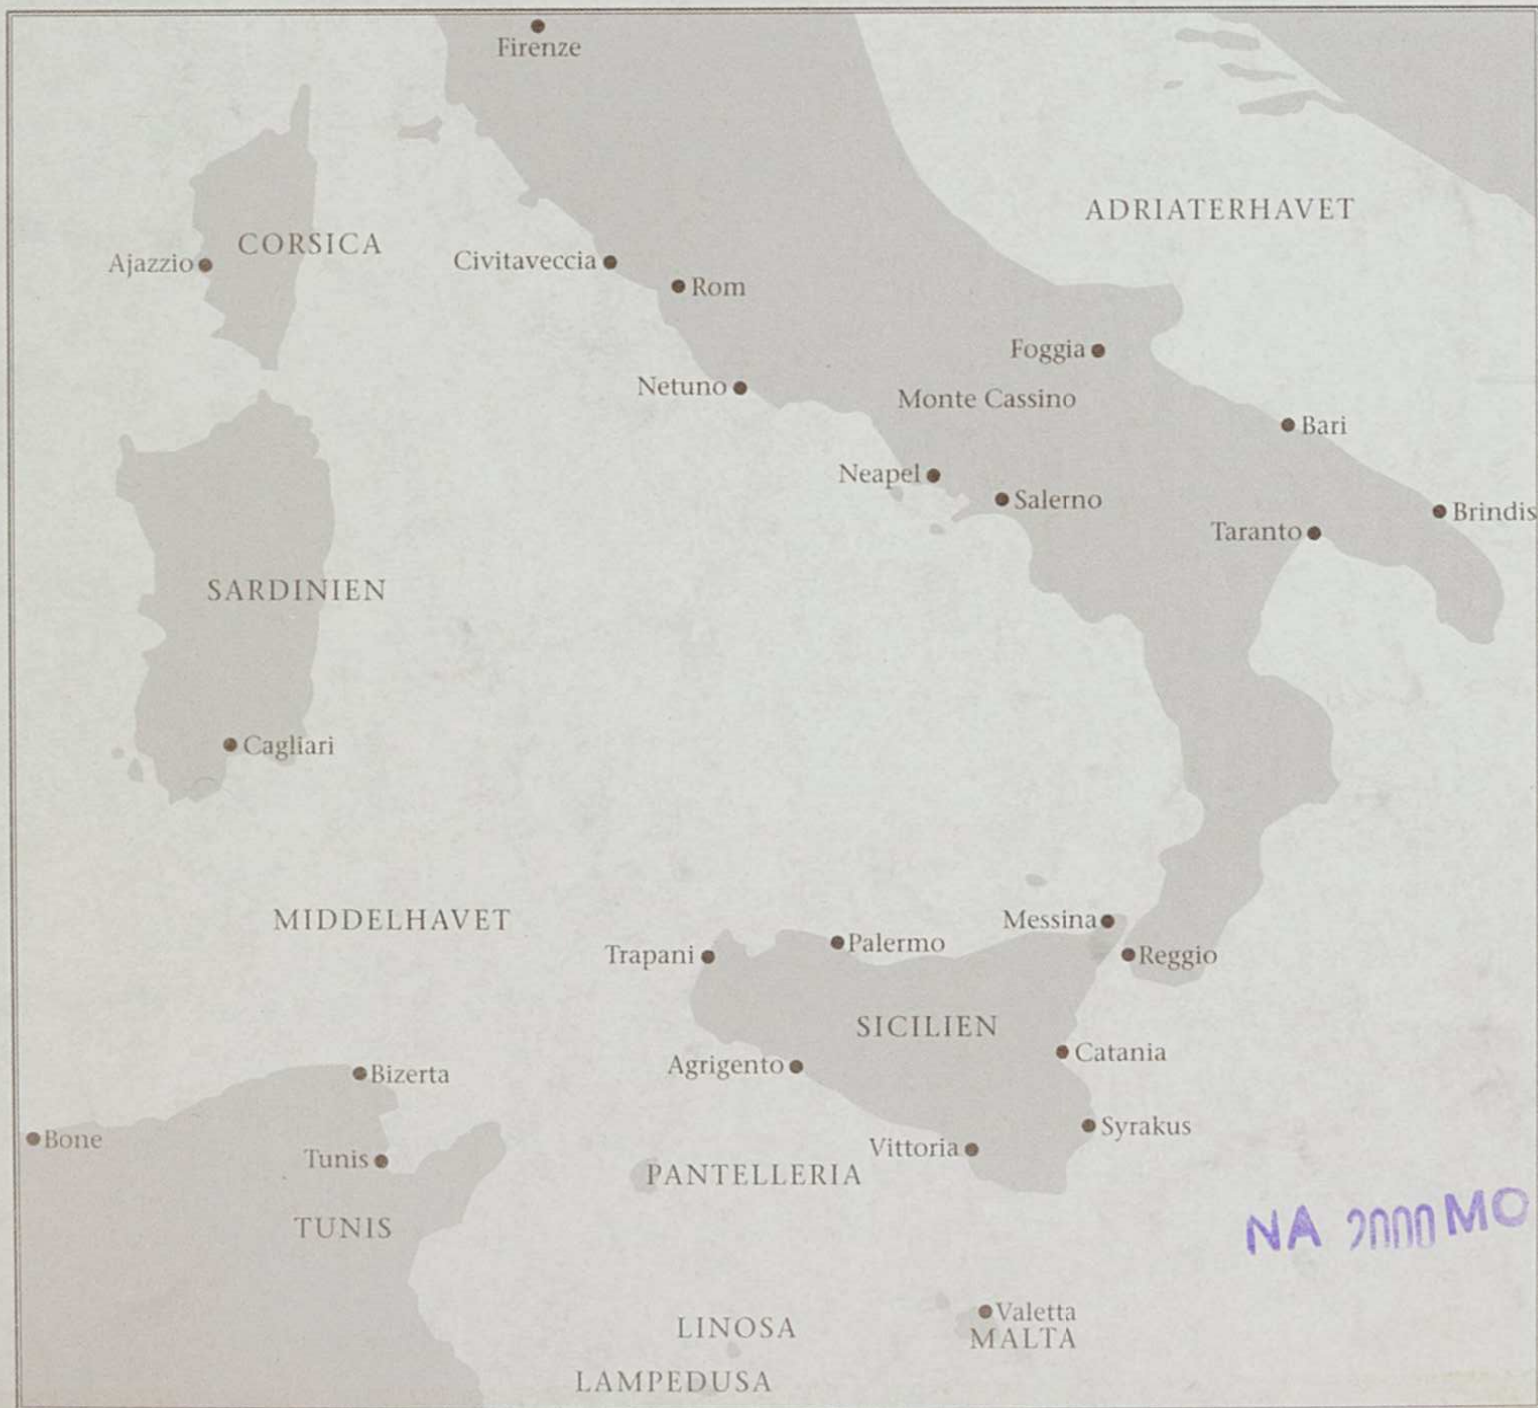 Firenze
ADRIATERHAVET
CORSICA
Ajazzio
Civitaveccia
Rom
Foggia
Netuno
Monte Cassino
Bari
Neapel
Salerno
Brindis
Taranto
SARDINIEN
Cagliari
MIDDELHAVET
Messina
Trapani
Palermo
Reggio
SICILIEN
Catania
Agrigento
Bizerta
Syrakus
Bone
Vittoria
Tunis
PANTELLERIA
TUNIS
NA 2000 MO
Valetta
LINOSA
MALTA
LAMPEDUSA